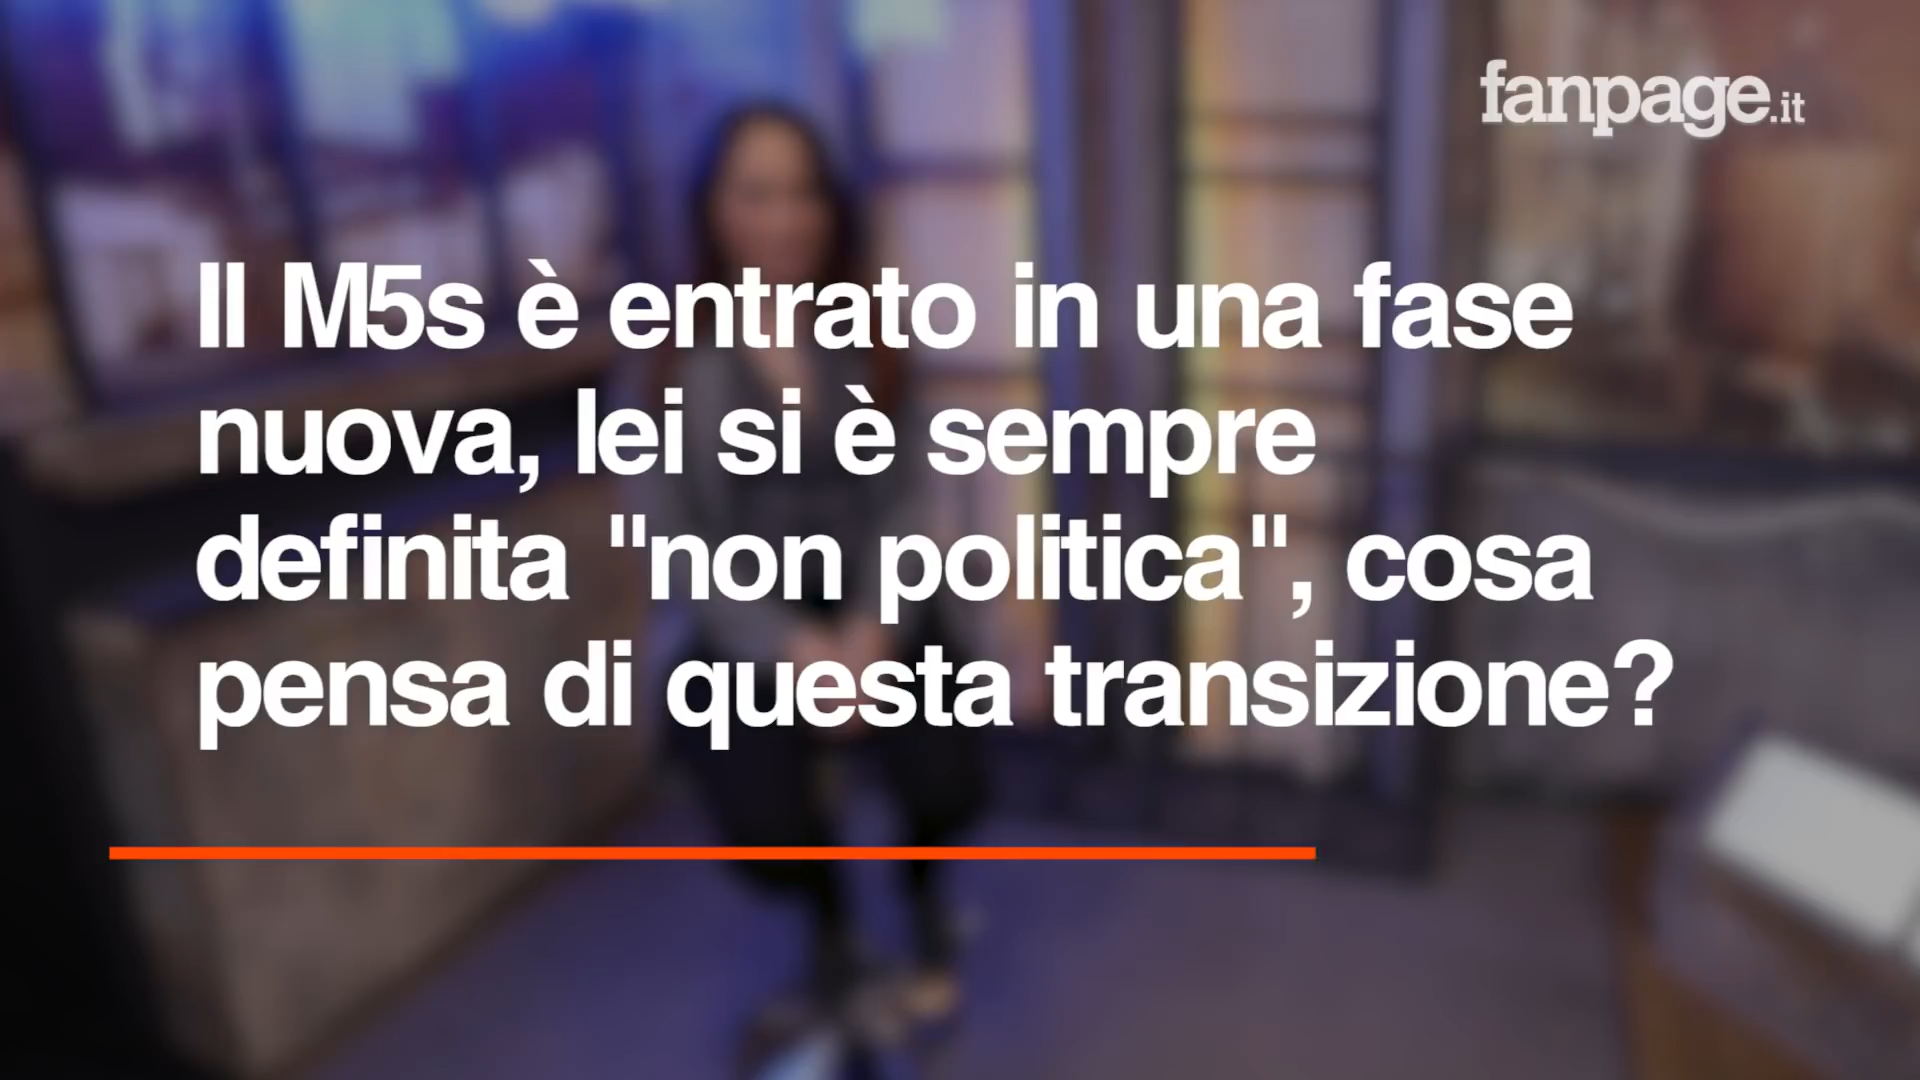 fanpage.it
Il M5s è entrato in una fase
nuova, lei si è sempre
definita "non politica", cosa
pensa di questa transizione?